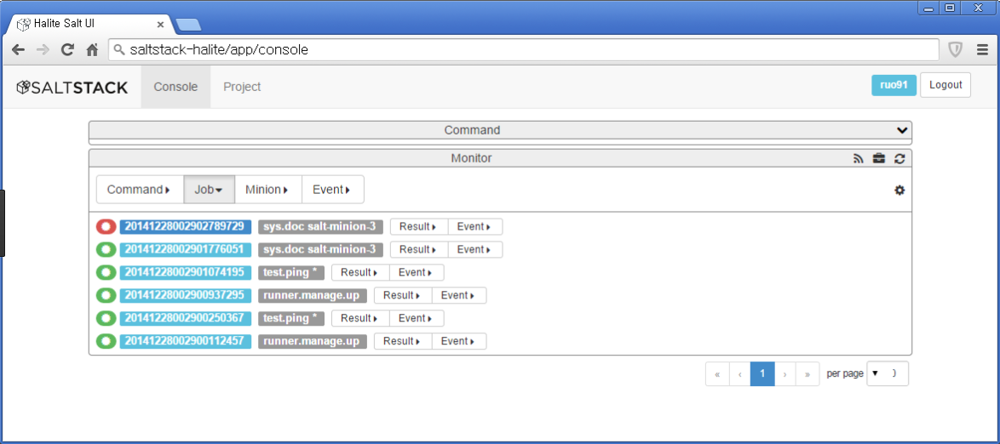 Halite Salt UI
saltstack-halite/app/console
SALTSTACK Console Project ruo91 Logout
Command
Monitor
Command Job Minion Event
20141228002902789729 sys.doc salt-minion-3 Result Event
20141228002901776051 sys.doc salt-minion-3 Result Event
20141228002901074195 test.ping * Result Event
20141228002900937295 runner.manage.up Result Event
20141228002900250367 test.ping * Result Event
20141228002900112457 runner.manage.up Result Event
« ‹ 1 › » per page